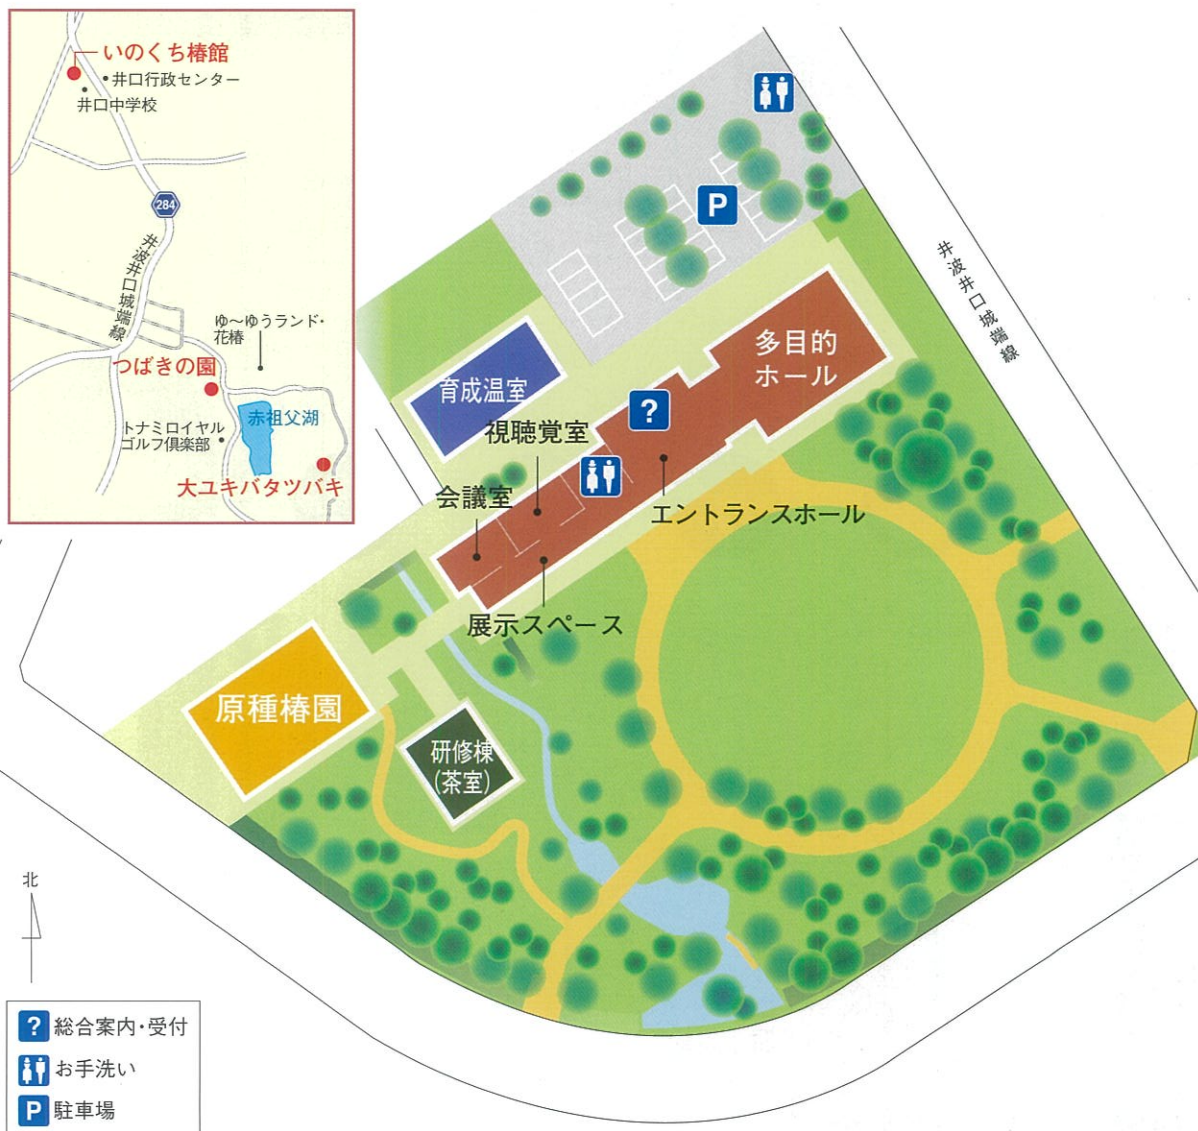 いのくち椿館
井口行政センター
井口中学校
284
井波井口城端線
ゆ〜ゆうランド・
花椿
つばきの園
赤祖父湖
トナミロイヤル
ゴルフ倶楽部
大ユキバタツバキ
P
井波井口城端線
多目的
ホール
育成温室
?
視聴覚室
会議室
エントランスホール
展示スペース
原種椿園
研修棟
(茶室)
北
? 総合案内・受付
お手洗い
P 駐車場